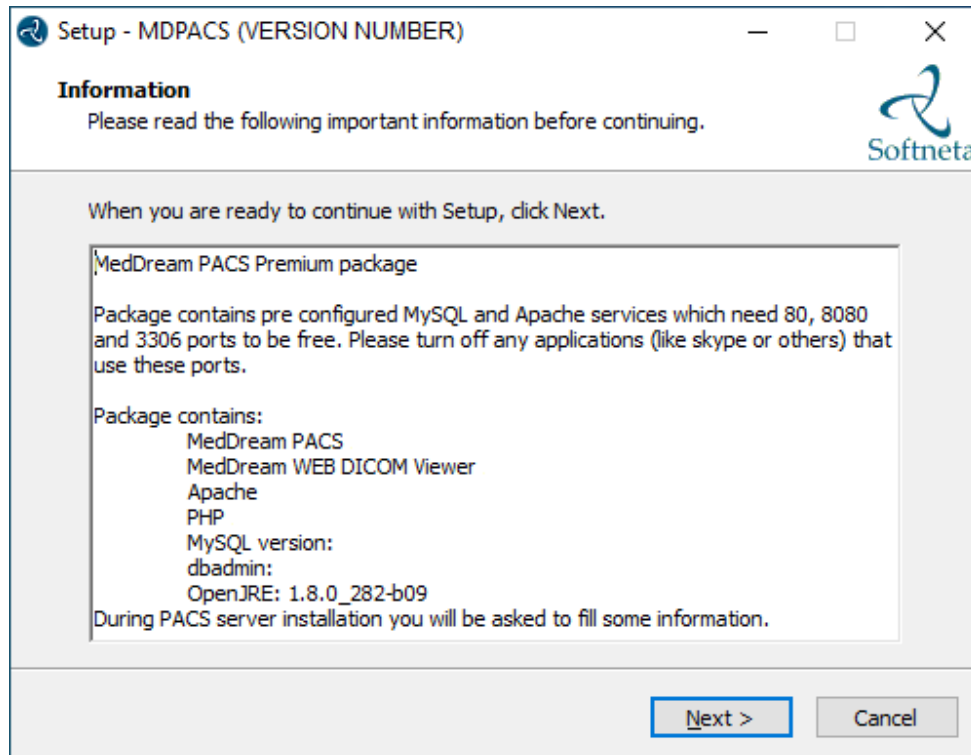 Setup - MDPACS (VERSION NUMBER)
Information
Please read the following important information before continuing.
Softneta
When you are ready to continue with Setup, click Next.
MedDream PACS Premium package
Package contains pre configured MySQL and Apache services which need 80, 8080
and 3306 ports to be free. Please turn off any applications (like skype or others) that
use these ports.
Package contains:
MedDream PACS
MedDream WEB DICOM Viewer
Apache
PHP
MySQL version:
dbadmin:
OpenJRE: 1.8.0_282-b09
During PACS server installation you will be asked to fill some information.
Next >
Cancel